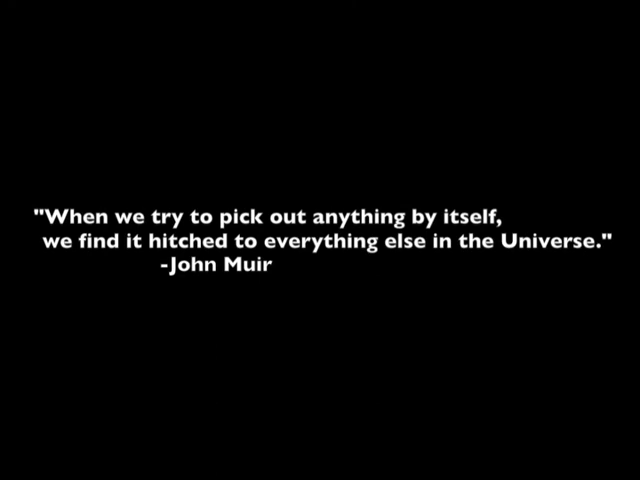 "When we try to pick out anything by itself,
we find it hitched to everything else in the Universe."
-John Muir